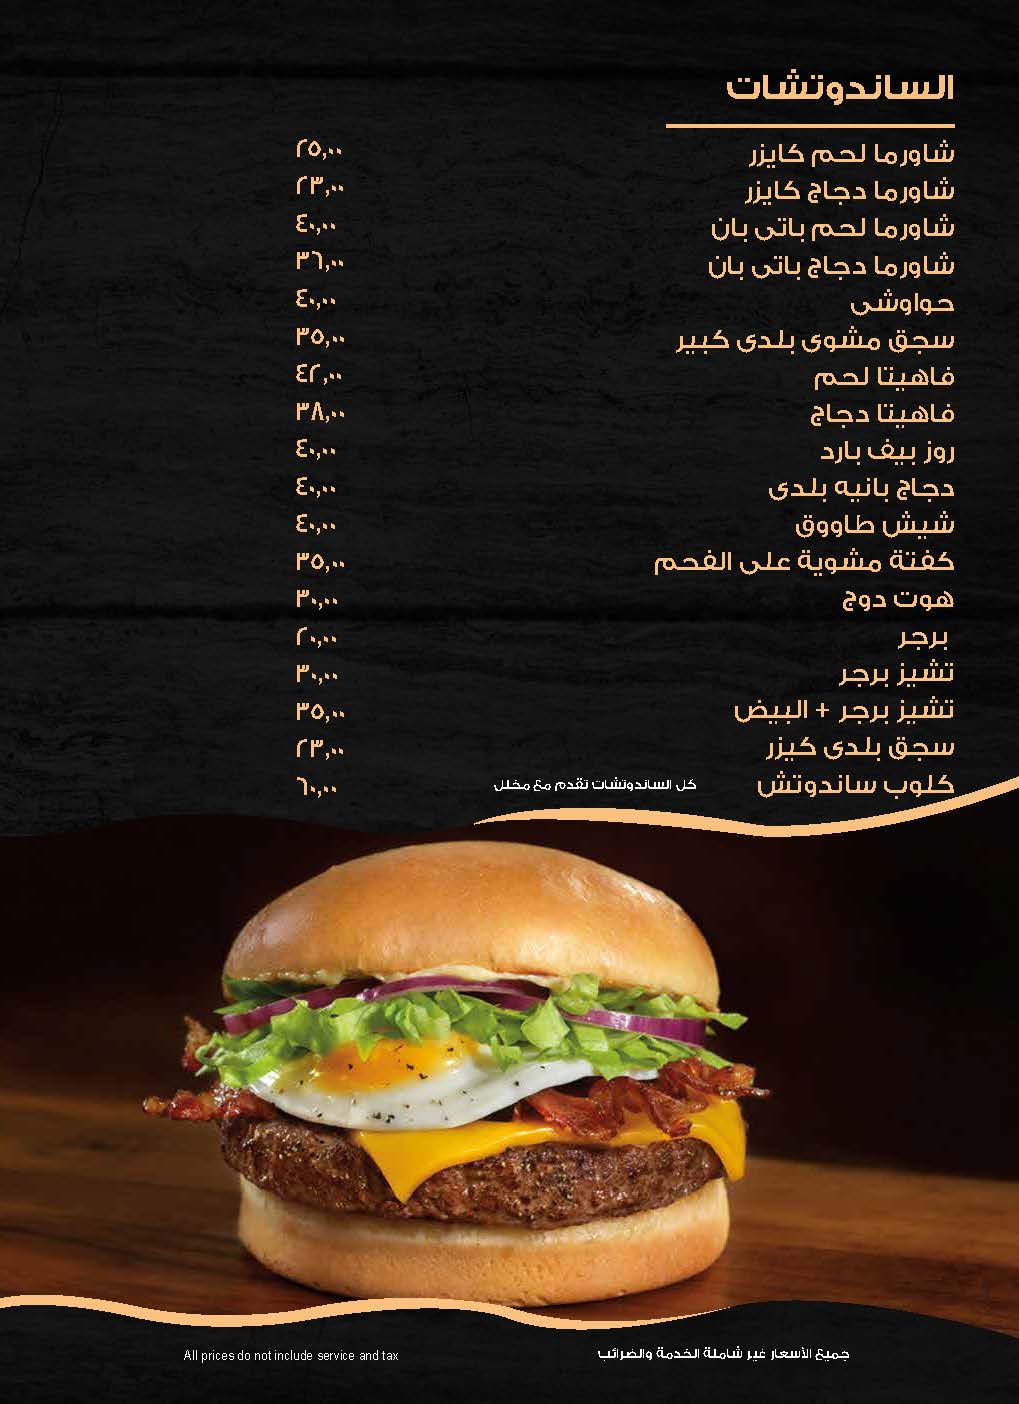 الساندوتشات
شاورما لحم كايزر ٢٥,٠٠
شاورما دجاج كايزر ٢٣,٠٠
شاورما لحم باتى بان ٤٠,٠٠
شاورما دجاج باتى بان ٣٦,٠٠
حواوشى ٤٠,٠٠
سجق مشوى بلدى كبير ٣٥,٠٠
فاهيتا لحم ٤٢,٠٠
فاهيتا دجاج ٣٨,٠٠
روز بيف بارد ٤٠,٠٠
دجاج بانيه بلدى ٤٠,٠٠
شيش طاووق ٤٠,٠٠
كفتة مشوية على الفحم ٣٥,٠٠
هوت دوج ٣٠,٠٠
برجر ٢٠,٠٠
تشيز برجر ٣٠,٠٠
تشيز برجر + البيض ٣٥,٠٠
سجق بلدى كيزر ٢٣,٠٠
كلوب ساندوتش ٦٠,٠٠
كل الساندوتشات تقدم مع مخلل
جميع الأسعار غير شاملة الخدمة والضرائب
All prices do not include service and tax